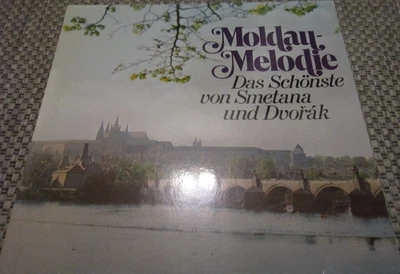 Moldau-
Melodie
Das Schönste
von Smetana
und Dvořák